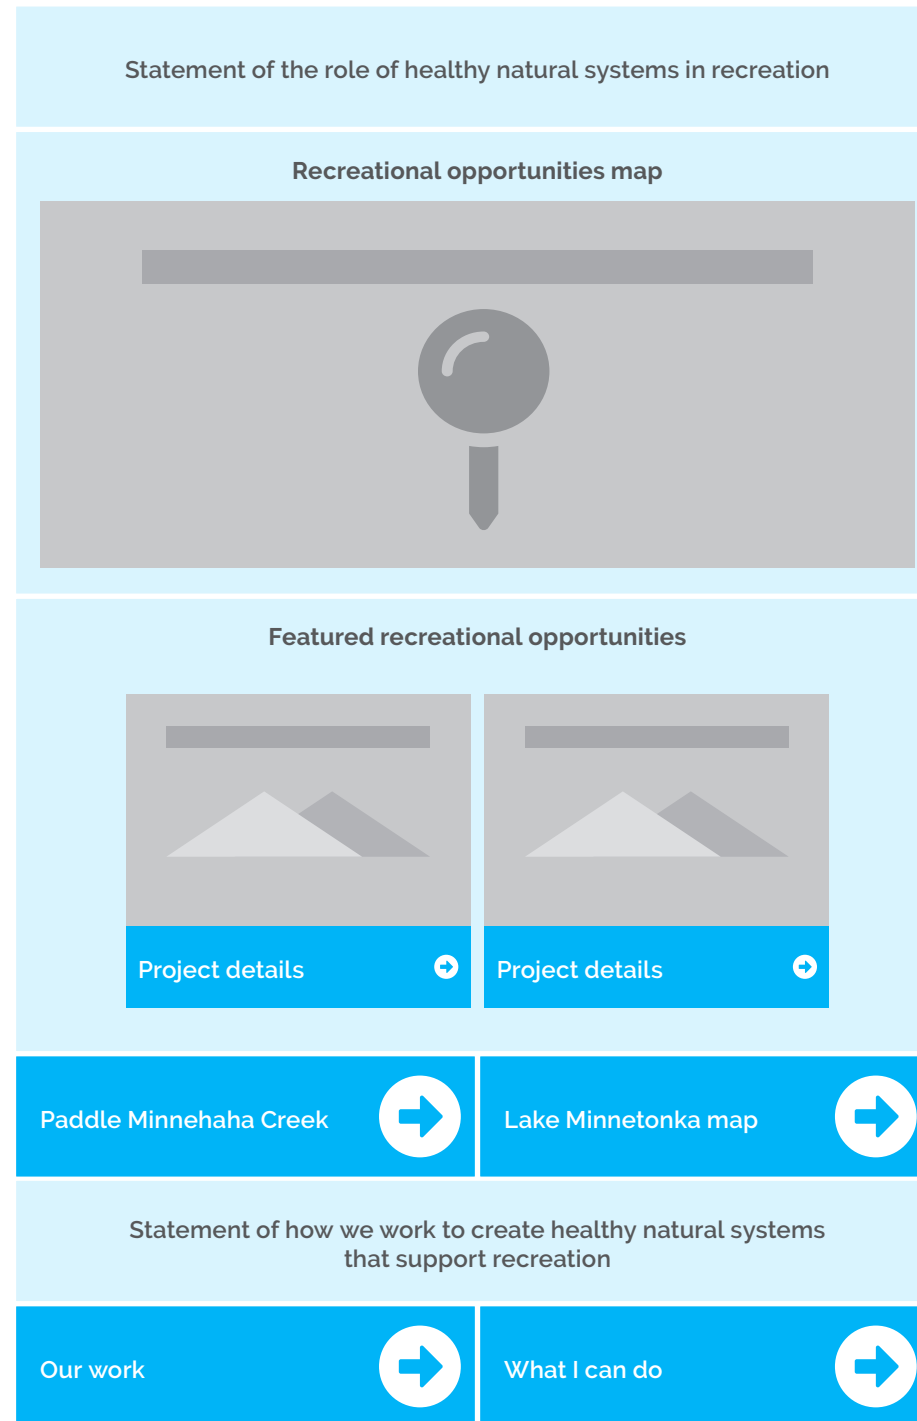 Statement of the role of healthy natural systems in recreation
Recreational opportunities map
Featured recreational opportunities
Project details
Project details
Paddle Minnehaha Creek
Lake Minnetonka map
Statement of how we work to create healthy natural systems
that support recreation
Our work
What I can do